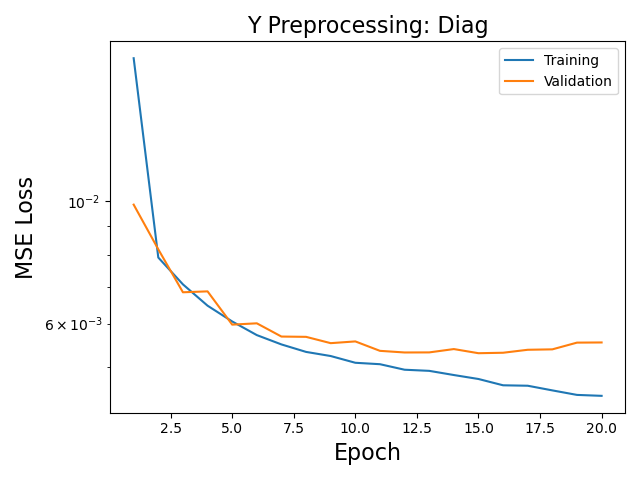 Y Preprocessing: Diag
Training
Validation
MSE Loss
10⁻²
6 × 10⁻³
2.5 5.0 7.5 10.0 12.5 15.0 17.5 20.0
Epoch